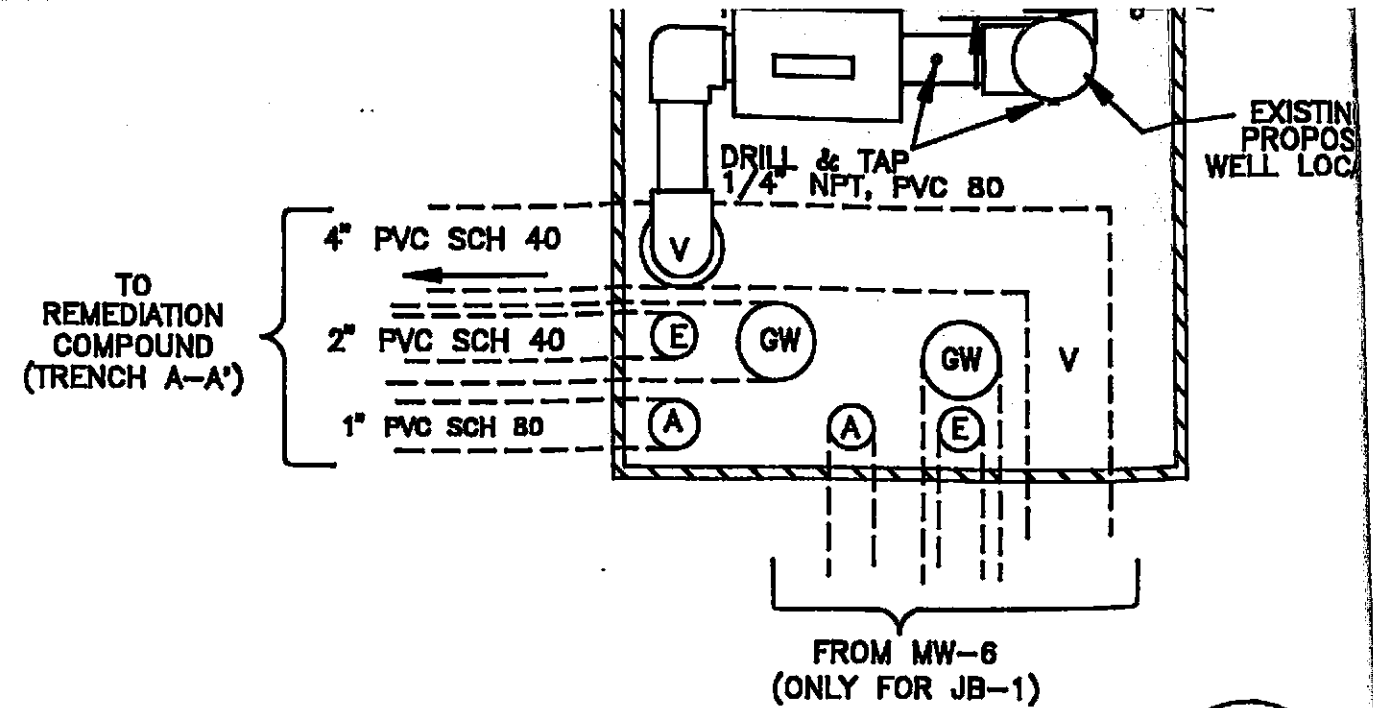 EXISTIN
PROPOS
WELL LOCA
DRILL & TAP
1/4" NPT, PVC 80
4" PVC SCH 40
V
TO
REMEDIATION
COMPOUND
(TRENCH A-A')
2" PVC SCH 40
E
GW
GW
V
1" PVC SCH 80
A
A
E
FROM MW-6
(ONLY FOR JB-1)